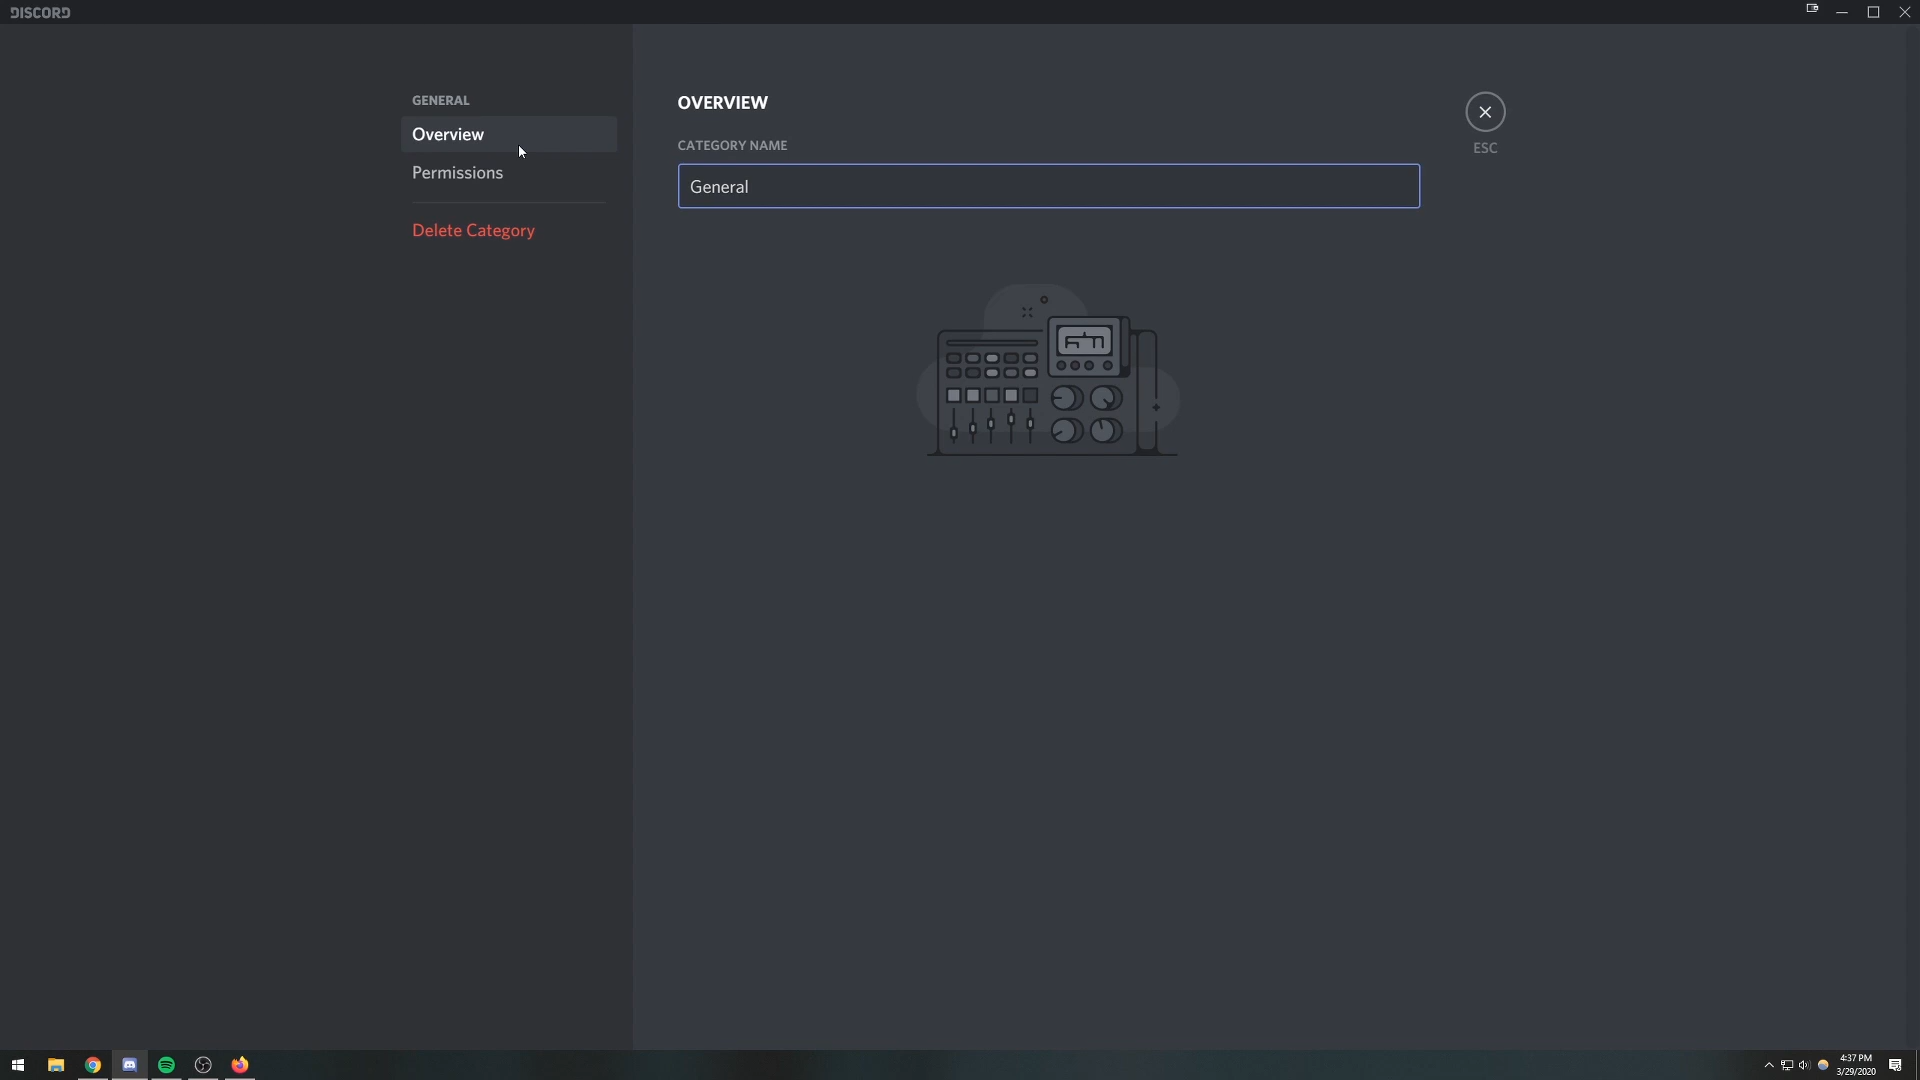 DISCORD
GENERAL
Overview
Permissions
Delete Category
OVERVIEW
CATEGORY NAME
General
ESC
4:37 PM
3/29/2020